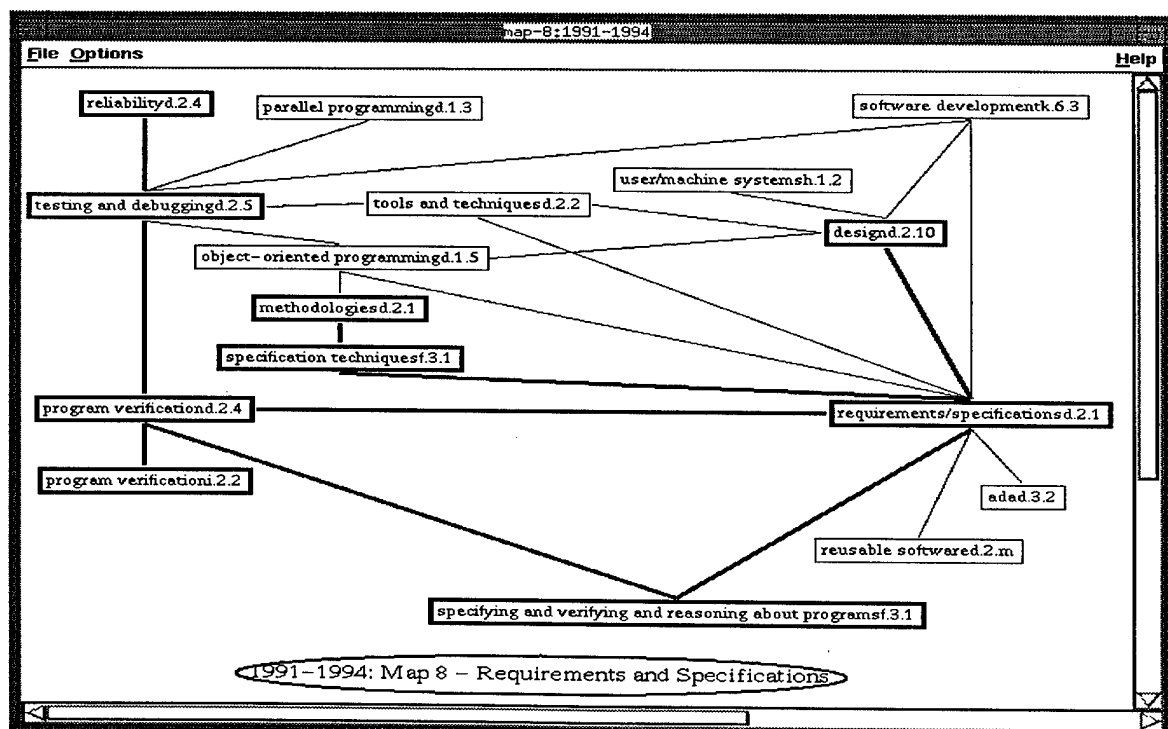 map-8:1991-1994
File Options
Help
reliabilityd.2.4
parallel programmingd.1.3
software developmentk.6.3
user/machine systemsh.1.2
testing and debuggingd.2.5
tools and techniquesd.2.2
designd.2.10
object-oriented programmingd.1.5
methodologiesd.2.1
specification techniquesf.3.1
program verificationd.2.4
requirements/specificationsd.2.1
program verificationi.2.2
adad.3.2
reusable softwared.2.m
specifying and verifying and reasoning about programsf.3.1
1991-1994: Map 8 - Requirements and Specifications